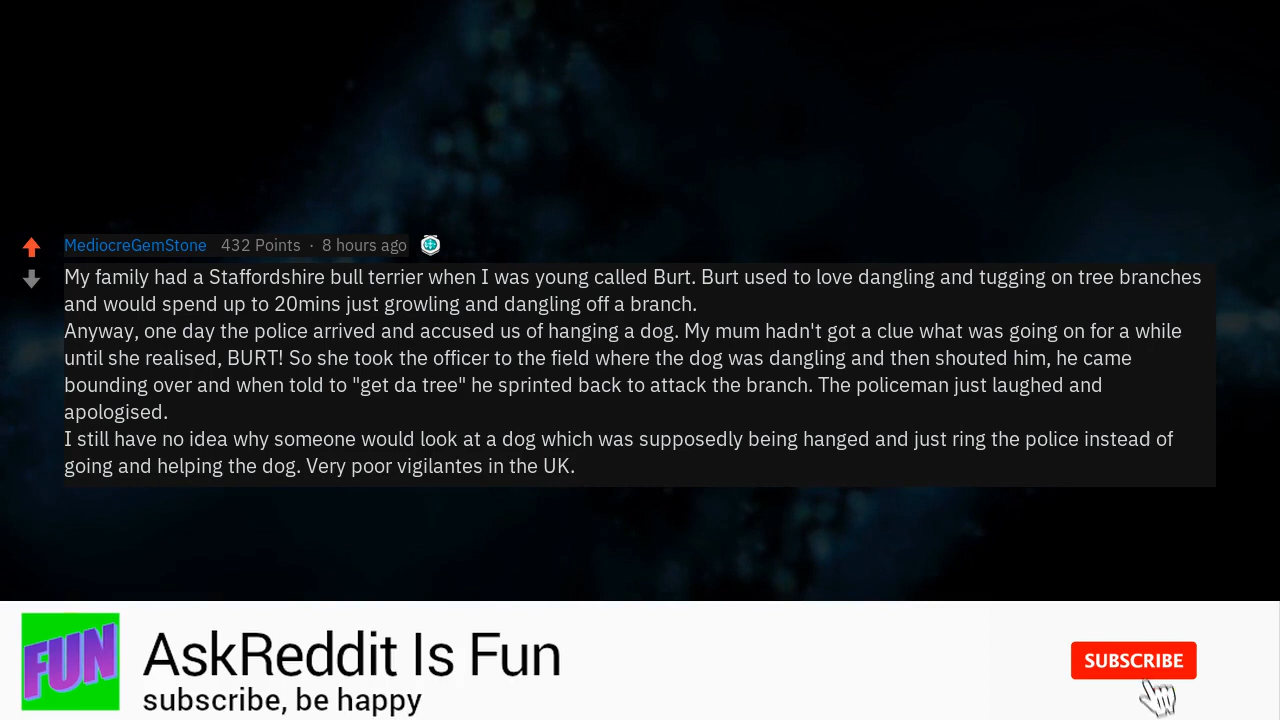 MediocreGemStone 432 Points · 8 hours ago
My family had a Staffordshire bull terrier when I was young called Burt. Burt used to love dangling and tugging on tree branches
and would spend up to 20mins just growling and dangling off a branch.
Anyway, one day the police arrived and accused us of hanging a dog. My mum hadn't got a clue what was going on for a while
until she realised, BURT! So she took the officer to the field where the dog was dangling and then shouted him, he came
bounding over and when told to "get da tree" he sprinted back to attack the branch. The policeman just laughed and
apologised.
I still have no idea why someone would look at a dog which was supposedly being hanged and just ring the police instead of
going and helping the dog. Very poor vigilantes in the UK.
FUN
AskReddit Is Fun
subscribe, be happy
SUBSCRIBE